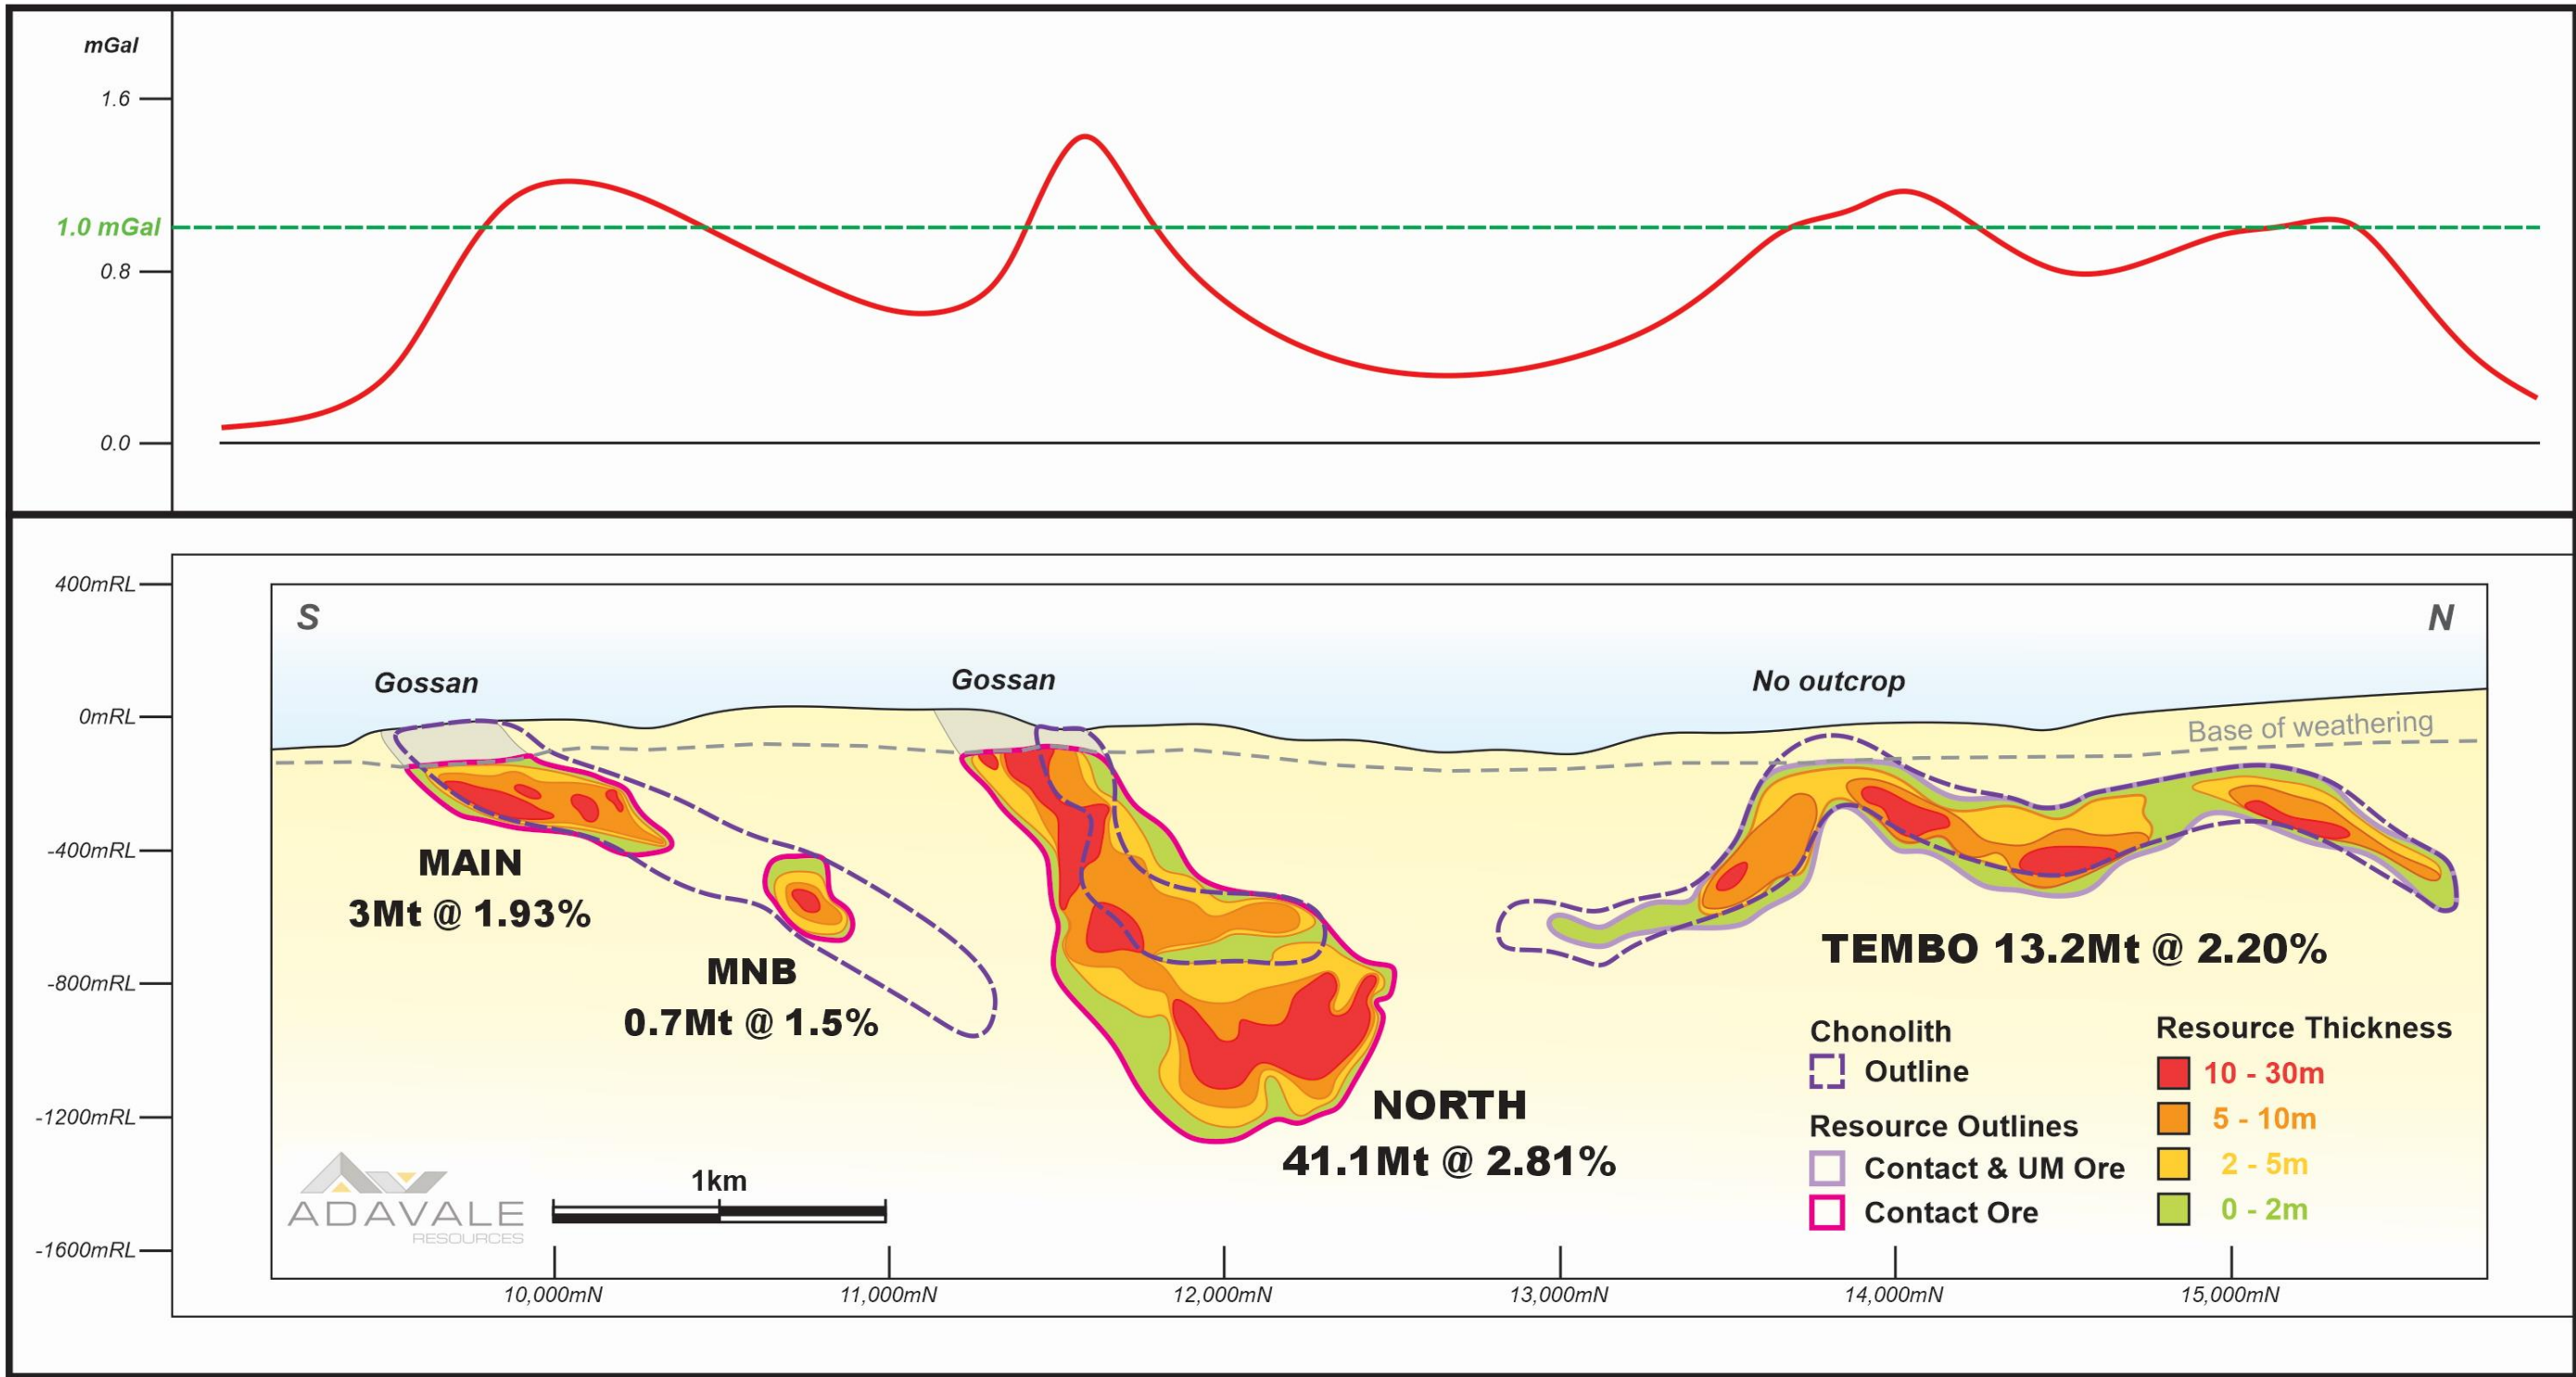 mGal
1.6
1.0 mGal
0.8
0.0
400mRL
0mRL
-400mRL
-800mRL
-1200mRL
-1600mRL
S
N
Gossan
Gossan
No outcrop
Base of weathering
MAIN
3Mt @ 1.93%
MNB
0.7Mt @ 1.5%
NORTH
41.1Mt @ 2.81%
TEMBO 13.2Mt @ 2.20%
Chonolith
Outline
Resource Outlines
Contact & UM Ore
Contact Ore
Resource Thickness
10 - 30m
5 - 10m
2 - 5m
0 - 2m
ADAVALE
RESOURCES
1km
10,000mN
11,000mN
12,000mN
13,000mN
14,000mN
15,000mN